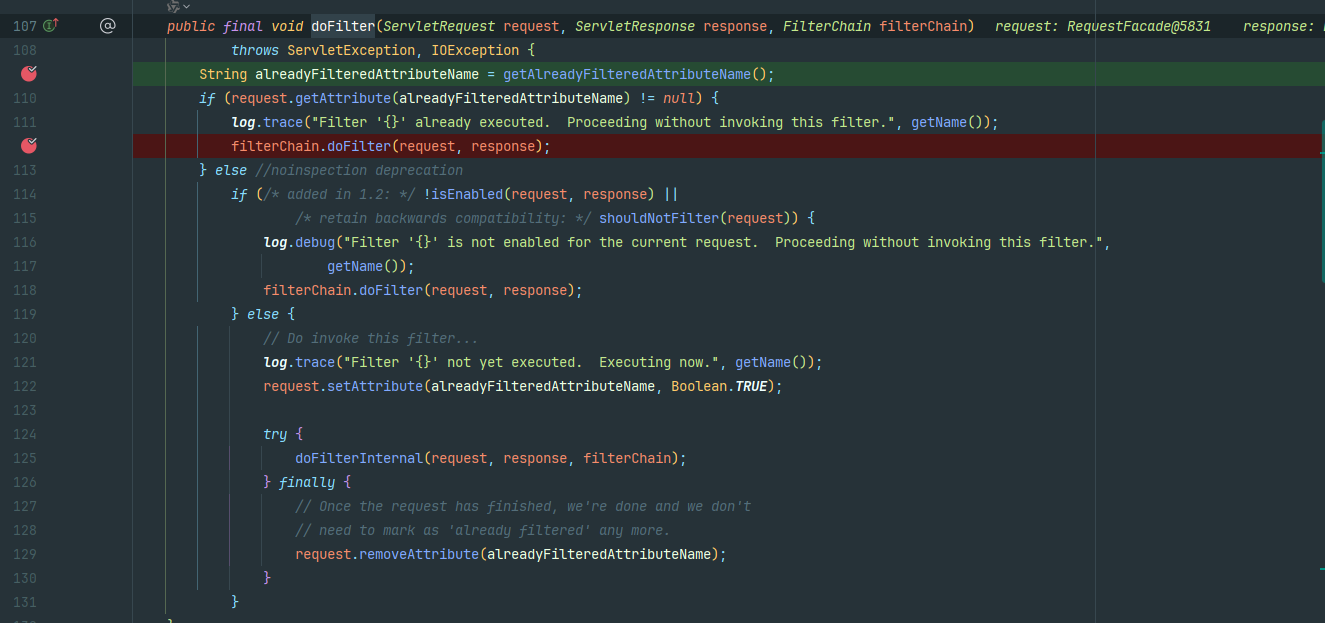 107 @ public final void doFilter(ServletRequest request, ServletResponse response, FilterChain filterChain) request: RequestFacade@5831 response:
108 throws ServletException, IOException {
String alreadyFilteredAttributeName = getAlreadyFilteredAttributeName();
110 if (request.getAttribute(alreadyFilteredAttributeName) != null) {
111 log.trace("Filter '{}' already executed.  Proceeding without invoking this filter.", getName());
filterChain.doFilter(request, response);
113 } else //noinspection deprecation
114 if (/* added in 1.2: */ !isEnabled(request, response) ||
115 /* retain backwards compatibility: */ shouldNotFilter(request)) {
116 log.debug("Filter '{}' is not enabled for the current request.  Proceeding without invoking this filter.",
117 getName());
118 filterChain.doFilter(request, response);
119 } else {
120 // Do invoke this filter...
121 log.trace("Filter '{}' not yet executed.  Executing now.", getName());
122 request.setAttribute(alreadyFilteredAttributeName, Boolean.TRUE);
123
124 try {
125 doFilterInternal(request, response, filterChain);
126 } finally {
127 // Once the request has finished, we're done and we don't
128 // need to mark as 'already filtered' any more.
129 request.removeAttribute(alreadyFilteredAttributeName);
130 }
131 }